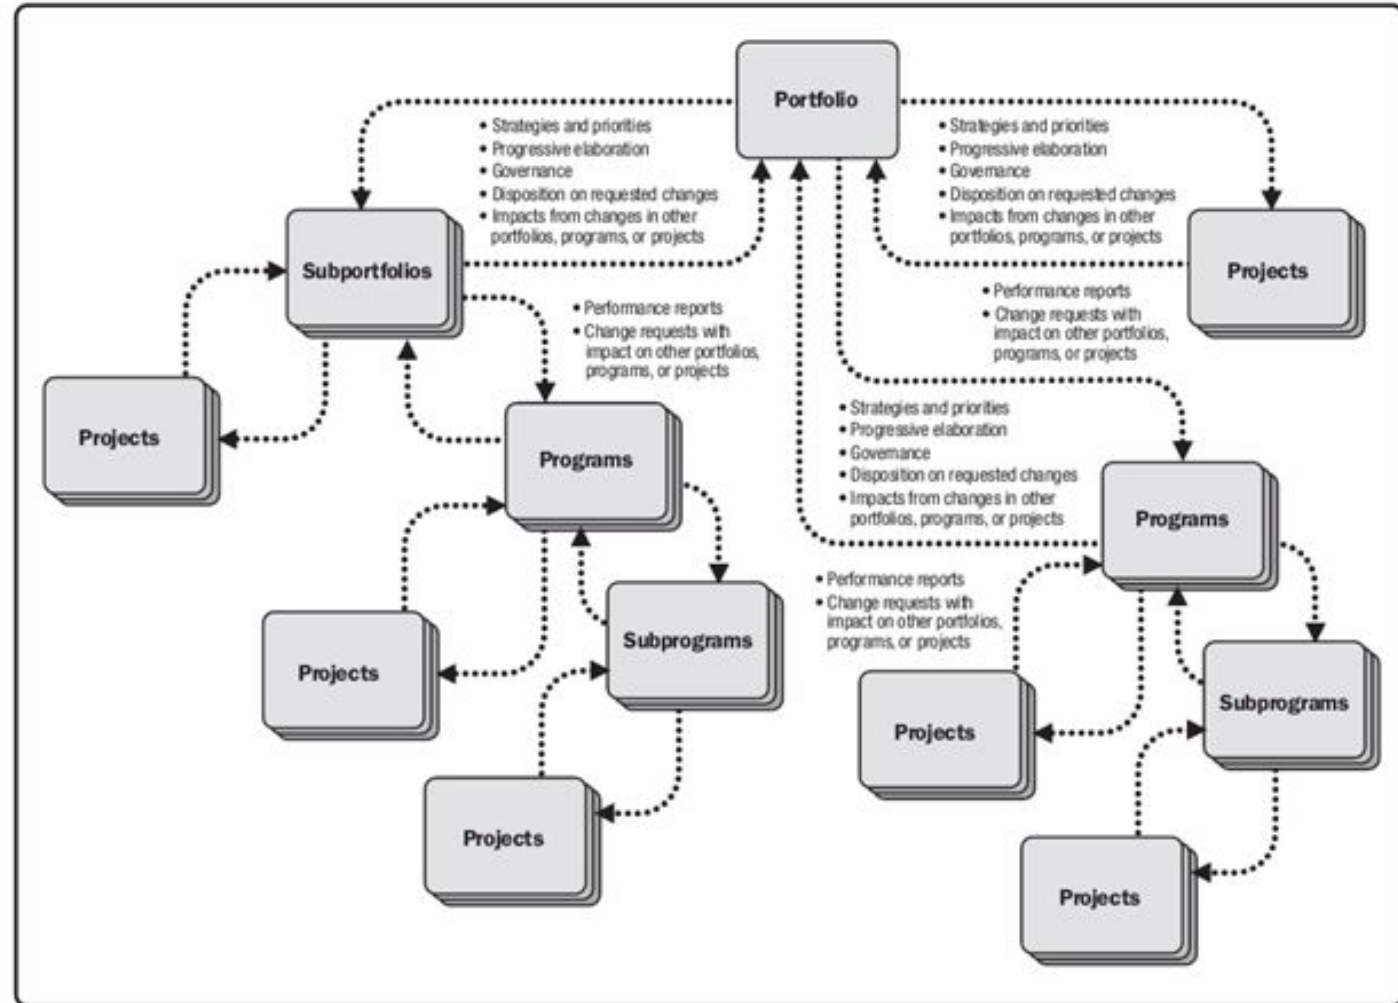 Portfolio
• Strategies and priorities
• Progressive elaboration
• Governance
• Disposition on requested changes
• Impacts from changes in other
portfolios, programs, or projects
• Strategies and priorities
• Progressive elaboration
• Governance
• Disposition on requested changes
• Impacts from changes in other
portfolios, programs, or projects
Subportfolios
Projects
• Performance reports
• Change requests with
impact on other portfolios,
programs, or projects
• Performance reports
• Change requests with
impact on other portfolios,
programs, or projects
Projects
Programs
• Strategies and priorities
• Progressive elaboration
• Governance
• Disposition on requested changes
• Impacts from changes in other
portfolios, programs, or projects
Programs
• Performance reports
• Change requests with
impact on other portfolios,
programs, or projects
Projects
Subprograms
Projects
Subprograms
Projects
Projects